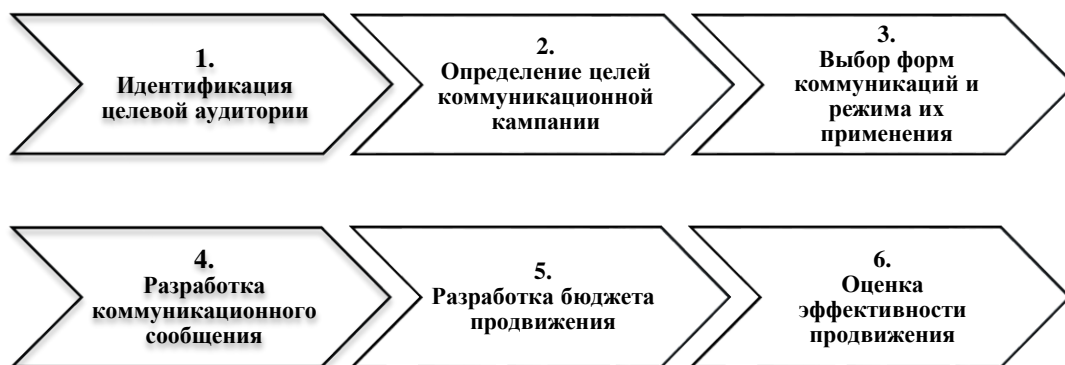 1.
Идентификация
целевой аудитории
2.
Определение целей
коммуникационной
кампании
3.
Выбор форм
коммуникаций и
режима их
применения
4.
Разработка
коммуникационного
сообщения
5.
Разработка бюджета
продвижения
6.
Оценка
эффективности
продвижения